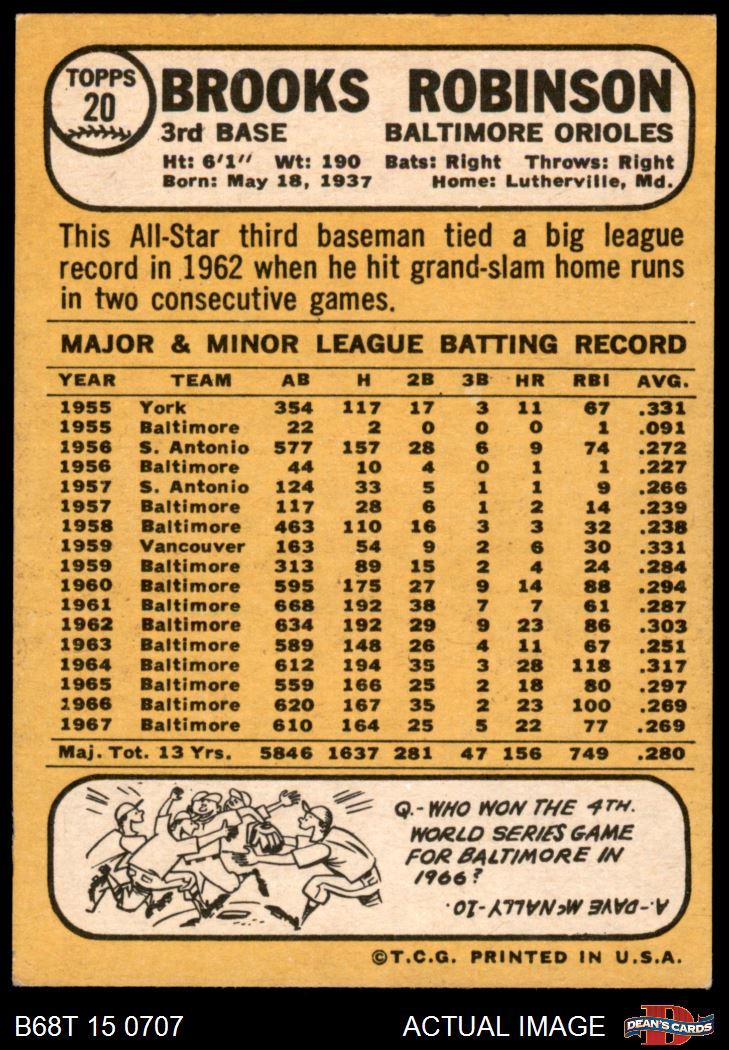 TOPPS
20
BROOKS ROBINSON
3rd BASE BALTIMORE ORIOLES
Ht: 6'1'' Wt: 190 Bats: Right Throws: Right
Born: May 18, 1937 Home: Lutherville, Md.
This All-Star third baseman tied a big league
record in 1962 when he hit grand-slam home runs
in two consecutive games.
MAJOR & MINOR LEAGUE BATTING RECORD
YEAR TEAM AB H 2B 3B HR RBI AVG.
1955 York 354 117 17 3 11 67 .331
1955 Baltimore 22 2 0 0 0 1 .091
1956 S. Antonio 577 157 28 6 9 74 .272
1956 Baltimore 44 10 4 0 1 1 .227
1957 S. Antonio 124 33 5 1 1 9 .266
1957 Baltimore 117 28 6 1 2 14 .239
1958 Baltimore 463 110 16 3 3 32 .238
1959 Vancouver 163 54 9 2 6 30 .331
1959 Baltimore 313 89 15 2 4 24 .284
1960 Baltimore 595 175 27 9 14 88 .294
1961 Baltimore 668 192 38 7 7 61 .287
1962 Baltimore 634 192 29 9 23 86 .303
1963 Baltimore 589 148 26 4 11 67 .251
1964 Baltimore 612 194 35 3 28 118 .317
1965 Baltimore 559 166 25 2 18 80 .297
1966 Baltimore 620 167 35 2 23 100 .269
1967 Baltimore 610 164 25 5 22 77 .269
Maj. Tot. 13 Yrs. 5846 1637 281 47 156 749 .280
Q.-WHO WON THE 4TH.
WORLD SERIES GAME
FOR BALTIMORE IN
1966?
A-DAVE McNALLY-10.
©T.C.G. PRINTED IN U.S.A.
B68T 15 0707 ACTUAL IMAGE
D
DEAN'S CARDS